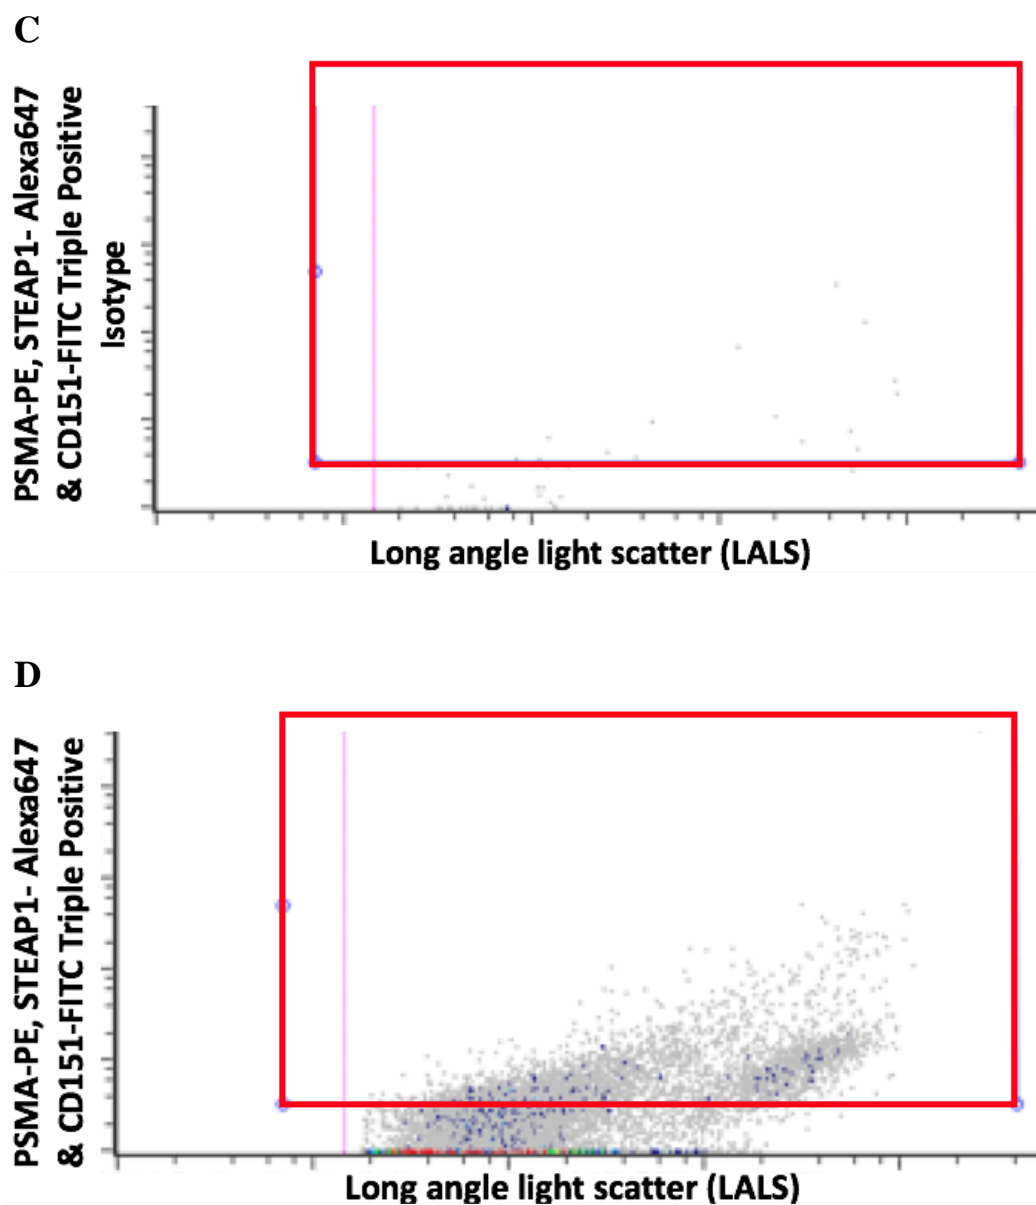 C
PSMA-PE, STEAP1- Alexa647
& CD151-FITC Triple Positive
Isotype
Long angle light scatter (LALS)
D
PSMA-PE, STEAP1- Alexa647
& CD151-FITC Triple Positive
Long angle light scatter (LALS)